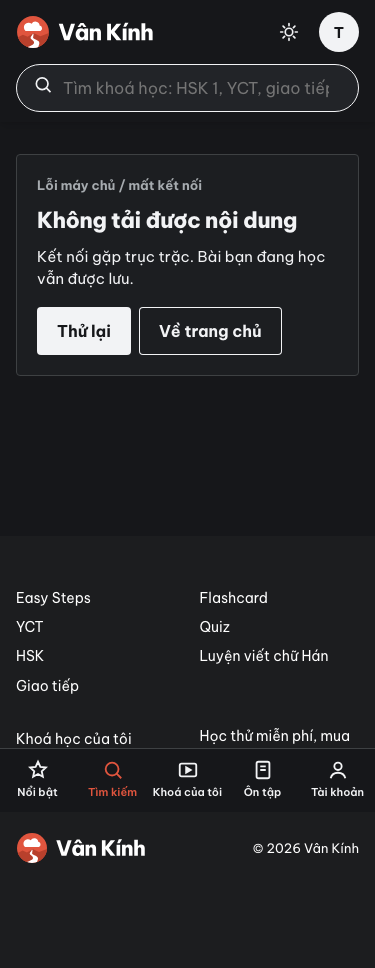 Vân Kính
T
Tìm khoá học: HSK 1, YCT, giao tiếp
Lỗi máy chủ / mất kết nối
Không tải được nội dung
Kết nối gặp trục trặc. Bài bạn đang học
vẫn được lưu.
Thử lại
Về trang chủ
Easy Steps
YCT
HSK
Giao tiếp
Khoá học của tôi
Flashcard
Quiz
Luyện viết chữ Hán
Học thử miễn phí, mua
Nổi bật
Tìm kiếm
Khoá của tôi
Ôn tập
Tài khoản
Vân Kính
© 2026 Vân Kính